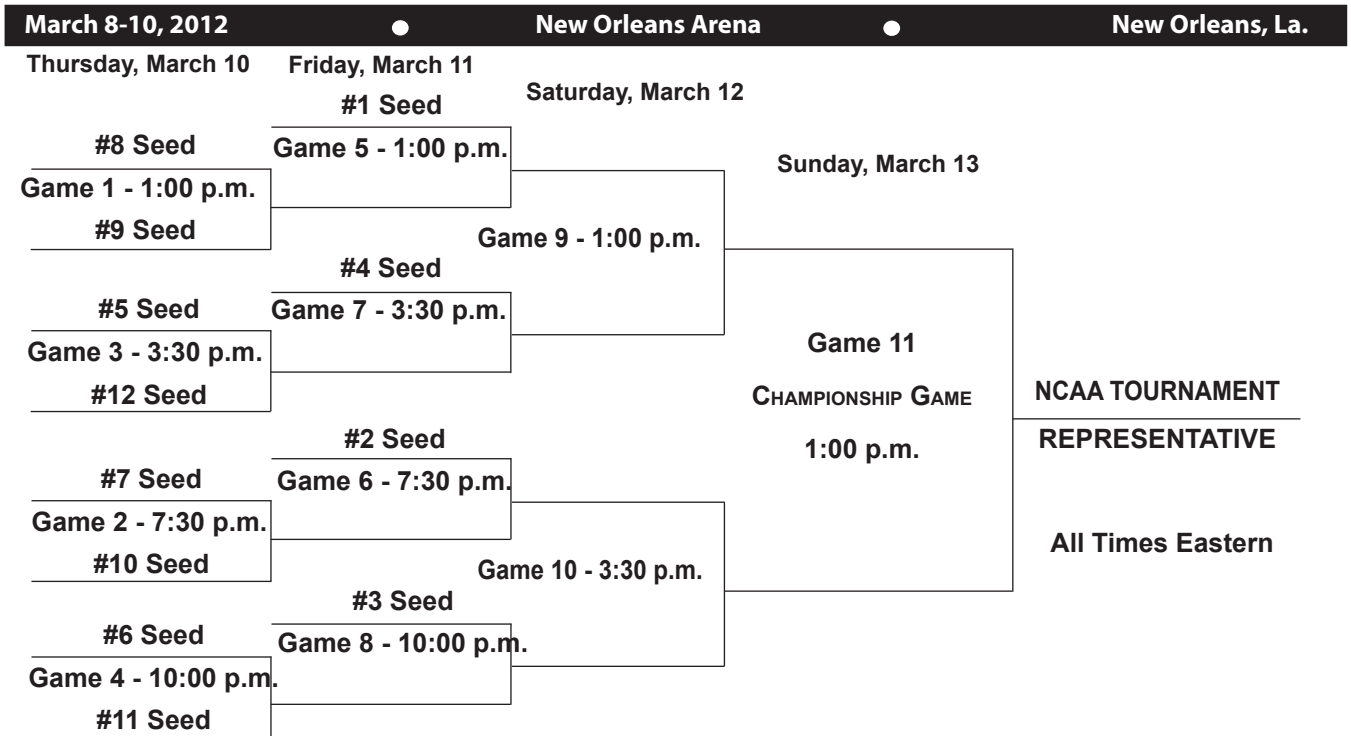 March 8-10, 2012 ● New Orleans Arena ● New Orleans, La.
Thursday, March 10
Friday, March 11
Saturday, March 12
Sunday, March 13
#1 Seed
#8 Seed
Game 5 - 1:00 p.m.
Game 1 - 1:00 p.m.
#9 Seed
Game 9 - 1:00 p.m.
#4 Seed
#5 Seed
Game 7 - 3:30 p.m.
Game 3 - 3:30 p.m.
#12 Seed
Game 11
CHAMPIONSHIP GAME
1:00 p.m.
NCAA TOURNAMENT
REPRESENTATIVE
#2 Seed
#7 Seed
Game 6 - 7:30 p.m.
Game 2 - 7:30 p.m.
#10 Seed
Game 10 - 3:30 p.m.
All Times Eastern
#3 Seed
#6 Seed
Game 8 - 10:00 p.m.
Game 4 - 10:00 p.m.
#11 Seed